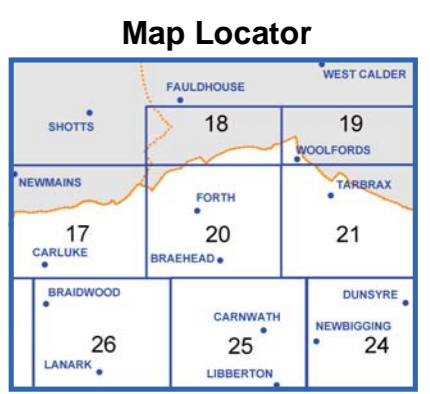 Map Locator
WEST CALDER
FAULDHOUSE
SHOTTS
18
19
WOOLFORDS
NEWMAINS
TARBRAX
FORTH
17
20
21
CARLUKE
BRAEHEAD
BRAIDWOOD
DUNSYRE
CARNWATH
NEWBIGGING
26
25
24
LANARK
LIBBERTON